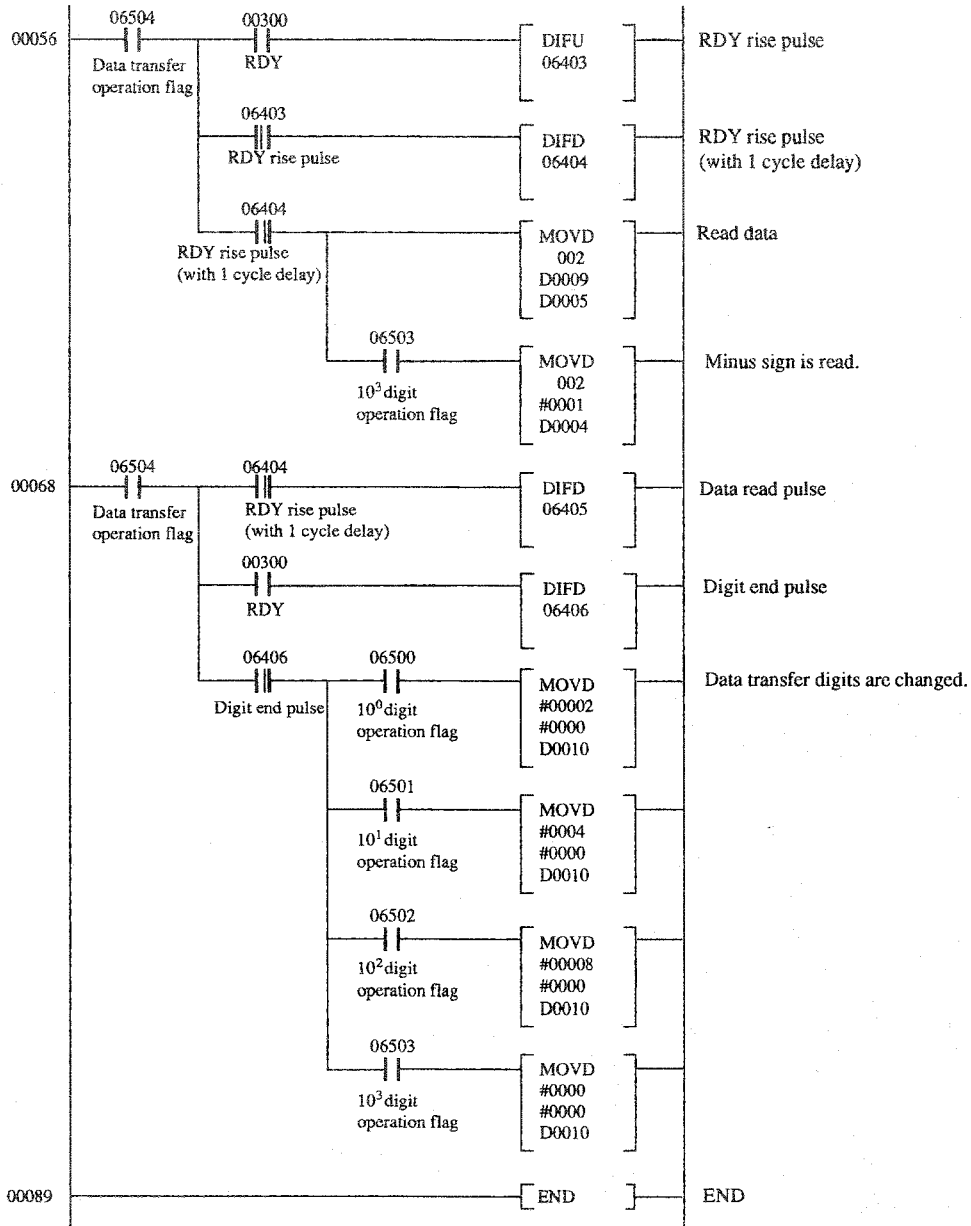 06504 00300
00056 DIFU RDY rise pulse
Data transfer RDY 06403
operation flag
06403
DIFD RDY rise pulse
RDY rise pulse 06404 (with 1 cycle delay)
06404
MOVD Read data
RDY rise pulse 002
(with 1 cycle delay) D0009
D0005
06503
MOVD Minus sign is read.
002
10³ digit #0001
operation flag D0004
06504 06404
00068 DIFD Data read pulse
Data transfer RDY rise pulse 06405
operation flag (with 1 cycle delay)
00300
DIFD Digit end pulse
RDY 06406
06406 06500
MOVD Data transfer digits are changed.
Digit end pulse 10⁰ digit #00002
operation flag #0000
D0010
06501
MOVD
10¹ digit #0004
operation flag #0000
D0010
06502
MOVD
10² digit #00008
operation flag #0000
D0010
06503
MOVD
10³ digit #0000
operation flag #0000
D0010
00089 END END